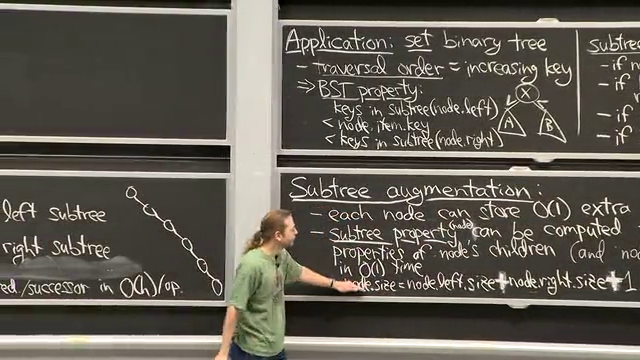 Application: set binary tree
- traversal order = increasing key
⇒ BST property:
keys in subtree(node.left)
< node.item.key
< keys in subtree(node.right)
X
A
B
subtree
- if
- if
- if
left subtree
right subtree
/successor in O(h)/op.
Subtree augmentation:
- each node can store O(1) extra
- subtree property(node) can be computed
properties of node's children (and
in O(1) time
node.size = node.left.size + node.right.size + 1